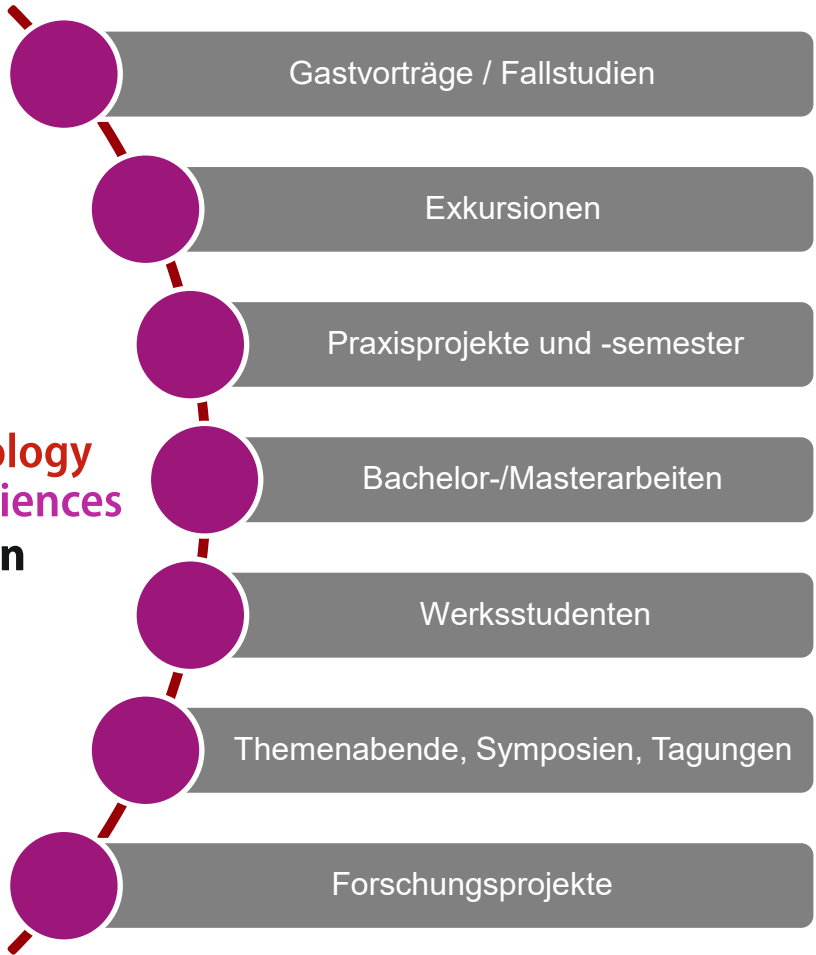 Gastvorträge / Fallstudien
Exkursionen
Praxisprojekte und -semester
ology
iences
n
Bachelor-/Masterarbeiten
Werksstudenten
Themenabende, Symposien, Tagungen
Forschungsprojekte